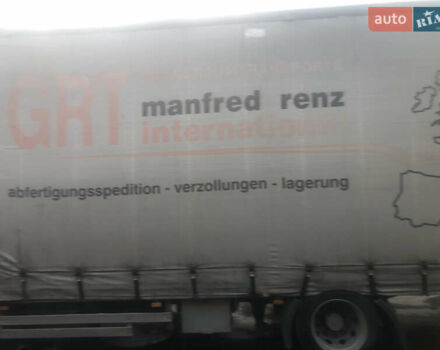 auto RIA
GRT
manfred renz
international
abfertigungsspedition - verzollungen - lagerung